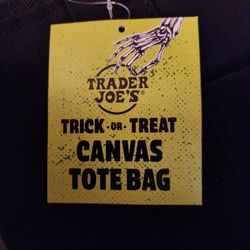 TRADER
JOE'S
TRICK-OR-TREAT
CANVAS
TOTE BAG